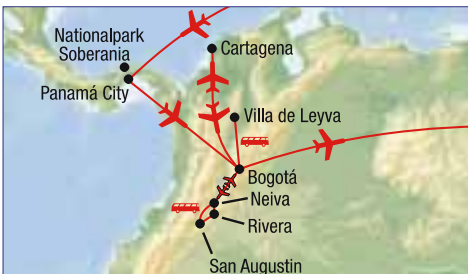 Nationalpark
Soberania
Panamá City
Cartagena
Villa de Leyva
Bogotá
Neiva
Rivera
San Augustin